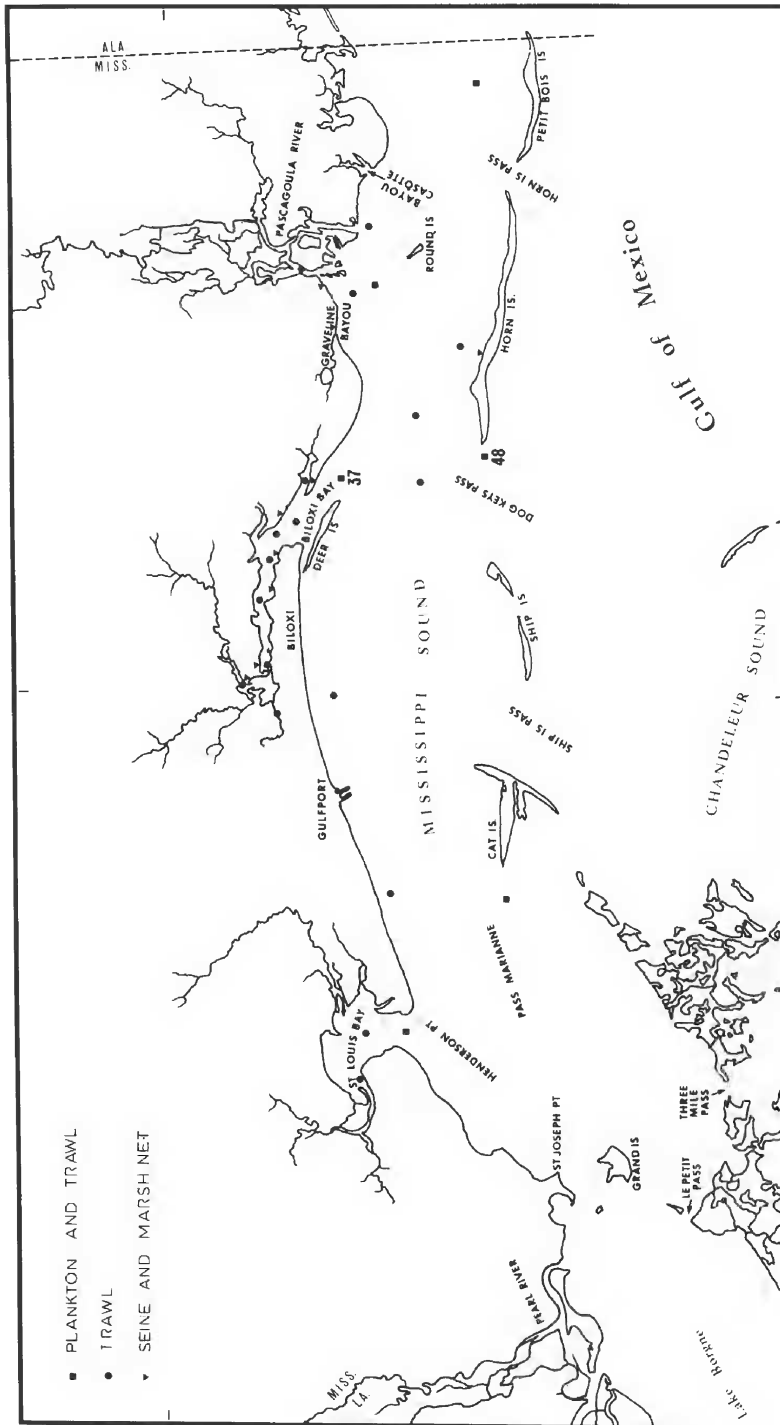 PLANKTON AND TRAWL
TRAWL
SEINE AND MARSH NET
MISS.
LA.
ALA.
MISS.
PEARL RIVER
ST LOUIS BAY
HENDERSON PT
ST JOSEPH PT
GRAND IS
LE PETIT PASS
THREE MILE PASS
Lake Borgne
PASS MARIANNE
GULFPORT
CAT IS.
SHIP IS PASS
CHANDELEUR SOUND
MISSISSIPPI SOUND
BILOXI
DEER IS
BILOXI BAY
37
SHIP IS
DOG KEYS PASS
48
GRAVELINE BAYOU
HORN IS.
PASCAGOULA RIVER
ROUND IS
BAYOU CASOTTE
HORN IS PASS
PETIT BOIS IS
Gulf of Mexico